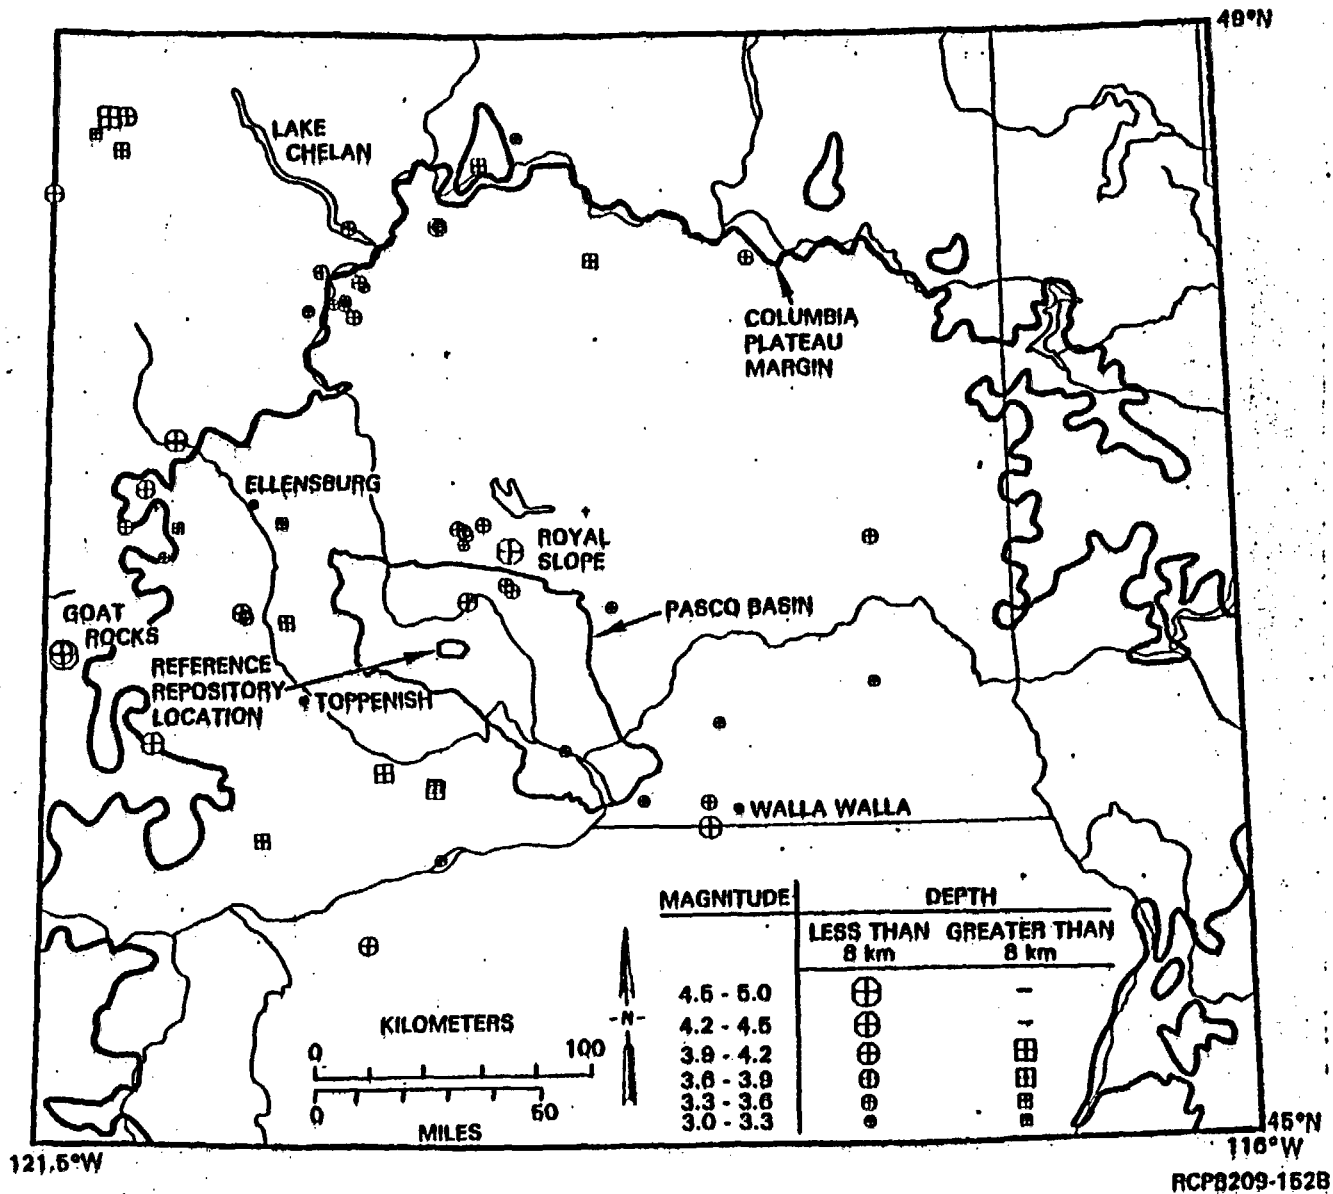 49°N
LAKE
CHELAN
COLUMBIA
PLATEAU
MARGIN
ELLENSBURG
ROYAL
SLOPE
GOAT
ROCKS
PASCO BASIN
REFERENCE
REPOSITORY
LOCATION
TOPPENISH
WALLA WALLA
MAGNITUDE DEPTH
LESS THAN GREATER THAN
8 km 8 km
4.5 - 5.0 -
4.2 - 4.5 -
3.9 - 4.2
3.6 - 3.9
3.3 - 3.6
3.0 - 3.3
-N-
KILOMETERS
0 100
0 50
MILES
45°N
121.5°W 116°W
RCP8209-152B